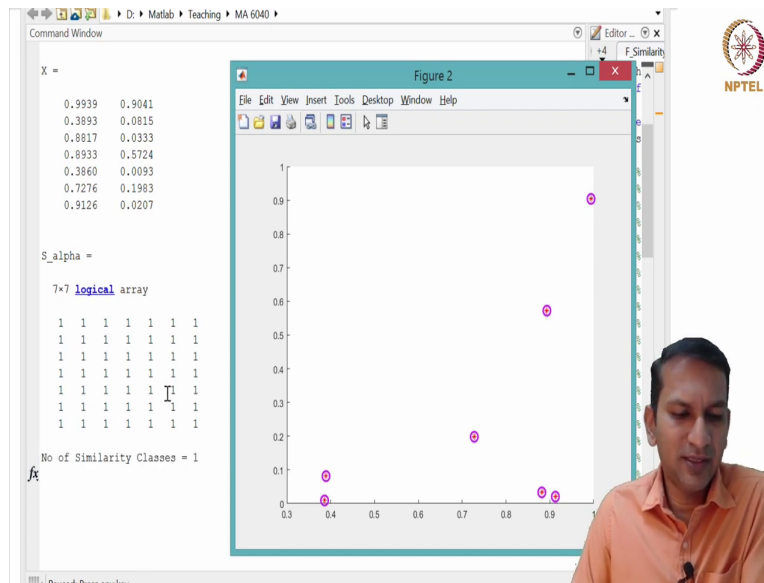 D: ▸ Matlab ▸ Teaching ▸ MA 6040 ▸
Command Window
Editor ...
+4 F_Similarity
X =
0.9939 0.9041
0.3893 0.0815
0.8817 0.0333
0.8933 0.5724
0.3860 0.0093
0.7276 0.1983
0.9126 0.0207
S_alpha =
7×7 logical array
1 1 1 1 1 1 1
1 1 1 1 1 1 1
1 1 1 1 1 1 1
1 1 1 1 1 1 1
1 1 1 1 1 1 1
1 1 1 1 1 1 1
1 1 1 1 1 1 1
No of Similarity Classes = 1
fx
Figure 2
File Edit View Insert Tools Desktop Window Help
1
0.9
0.8
0.7
0.6
0.5
0.4
0.3
0.2
0.1
0
0.3 0.4 0.5 0.6 0.7 0.8 0.9 1
NPTEL